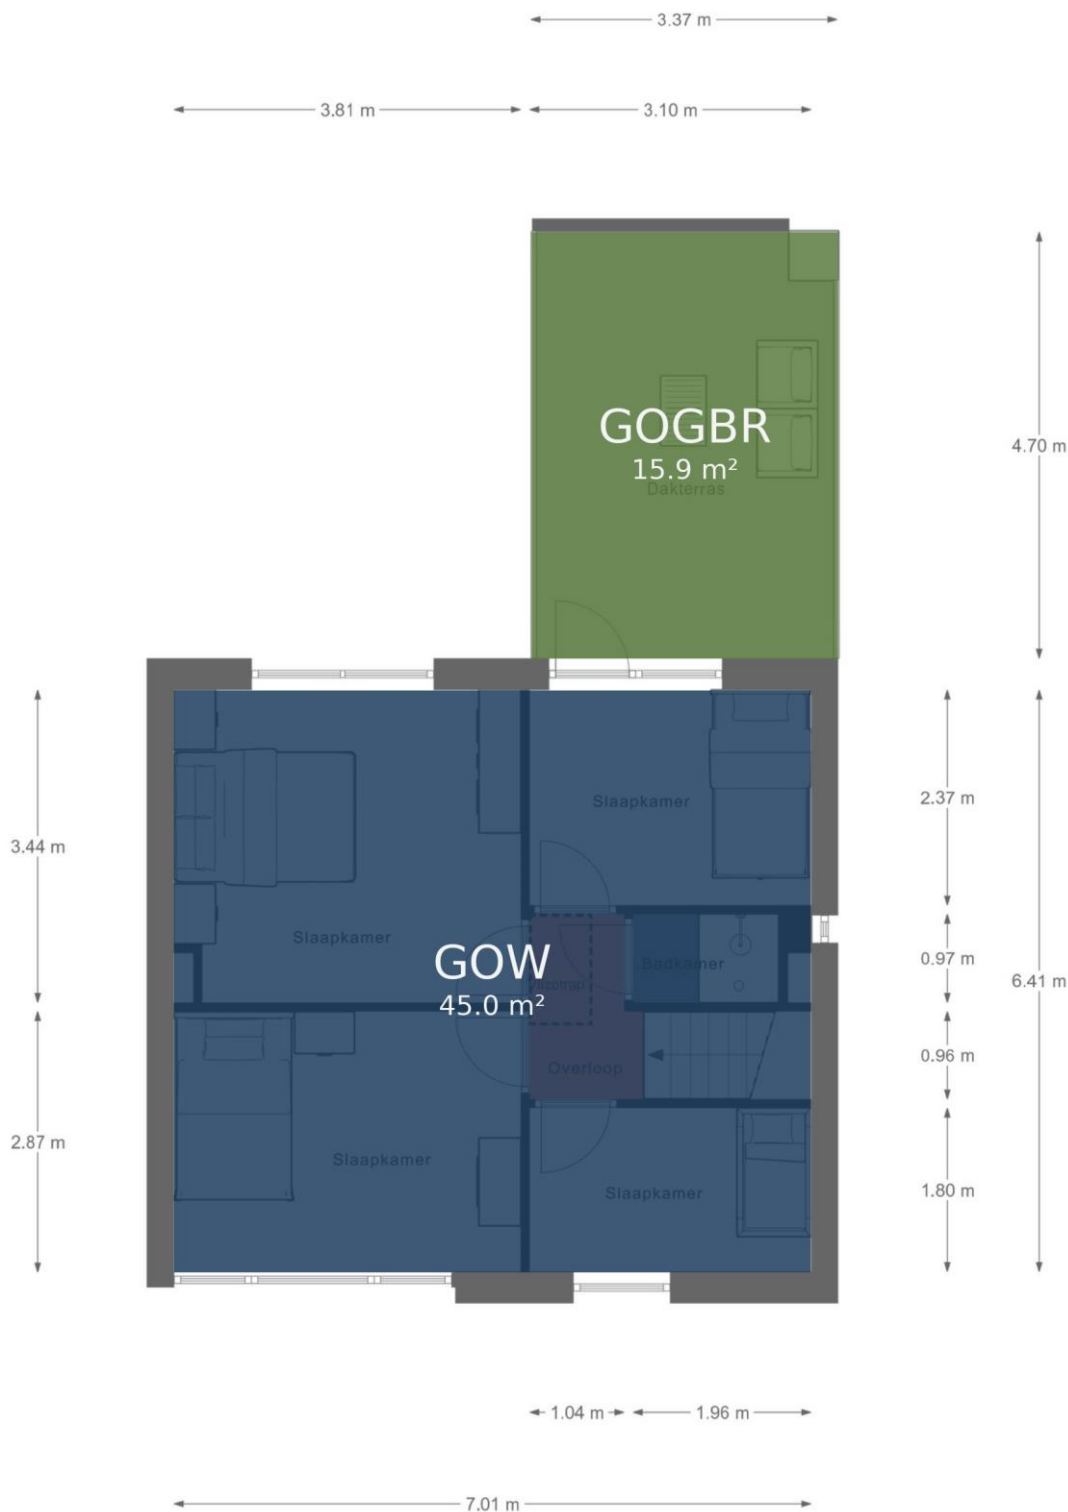 3.37 m
3.81 m
3.10 m
GOGBR
15.9 m²
Dakterras
4.70 m
Slaapkamer
2.37 m
3.44 m
Slaapkamer
GOW
45.0 m²
Badkamer
Vlizotrap
0.97 m
6.41 m
Overloop
0.96 m
2.87 m
Slaapkamer
Slaapkamer
1.80 m
1.04 m
1.96 m
7.01 m